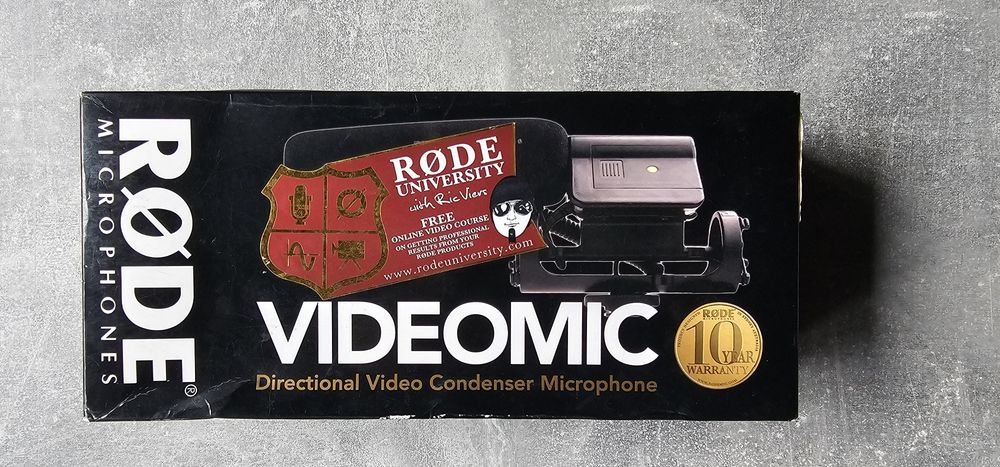 RØDE
MICROPHONES
®
RØDE
UNIVERSITY
with Ric Viers
FREE
ONLINE VIDEO COURSE
ON GETTING PROFESSIONAL
RESULTS FROM YOUR
RØDE PRODUCTS
www.rodeuniversity.com
VIDEOMIC
Directional Video Condenser Microphone
RØDE
MICROPHONES
10 YEAR
WARRANTY